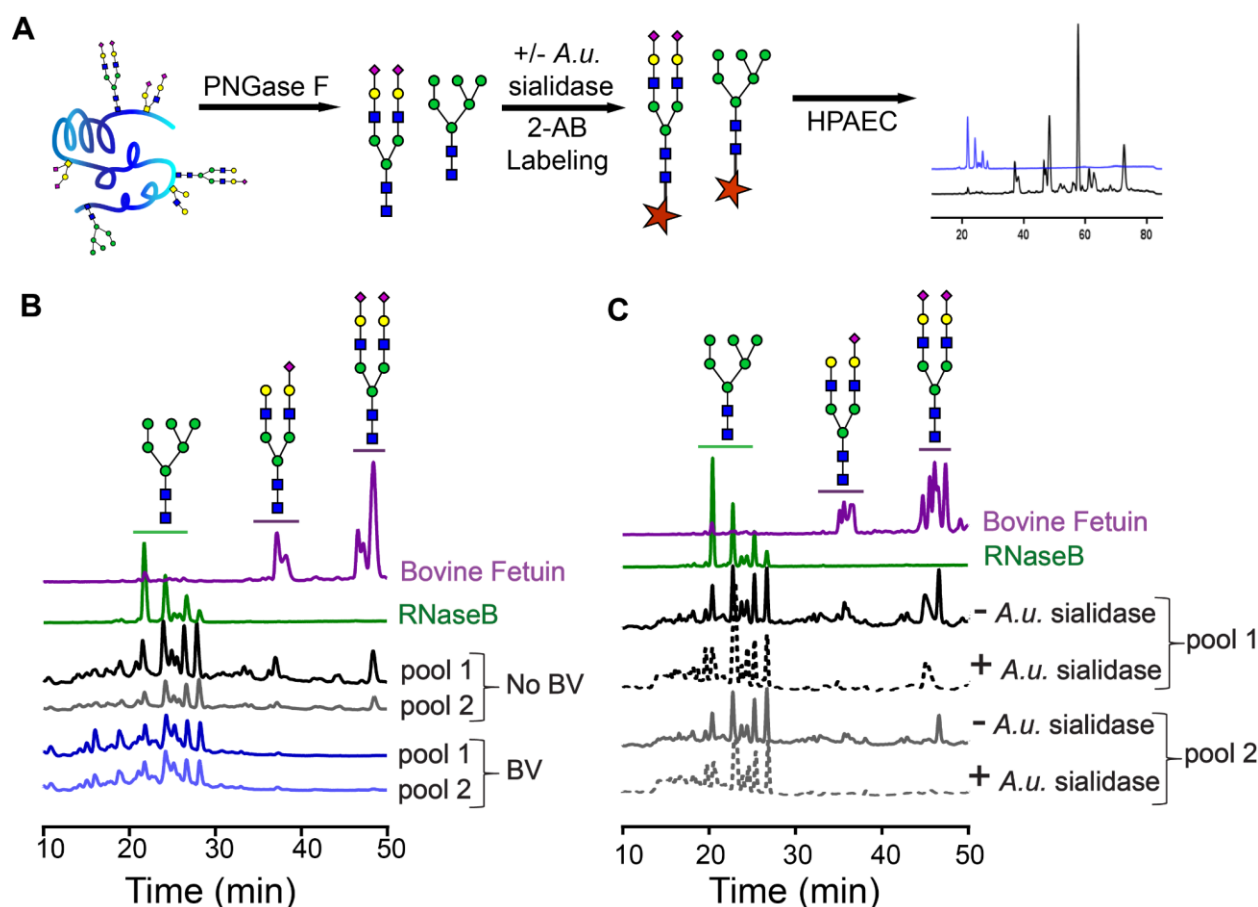 A
PNGase F
+/- A.u.
sialidase
2-AB
Labeling
HPAEC
20 40 60 80
B
Bovine Fetuin
RNaseB
pool 1
No BV
pool 2
pool 1
BV
pool 2
10 20 30 40 50
Time (min)
C
Bovine Fetuin
RNaseB
- A.u. sialidase
pool 1
+ A.u. sialidase
- A.u. sialidase
pool 2
+ A.u. sialidase
10 20 30 40 50
Time (min)